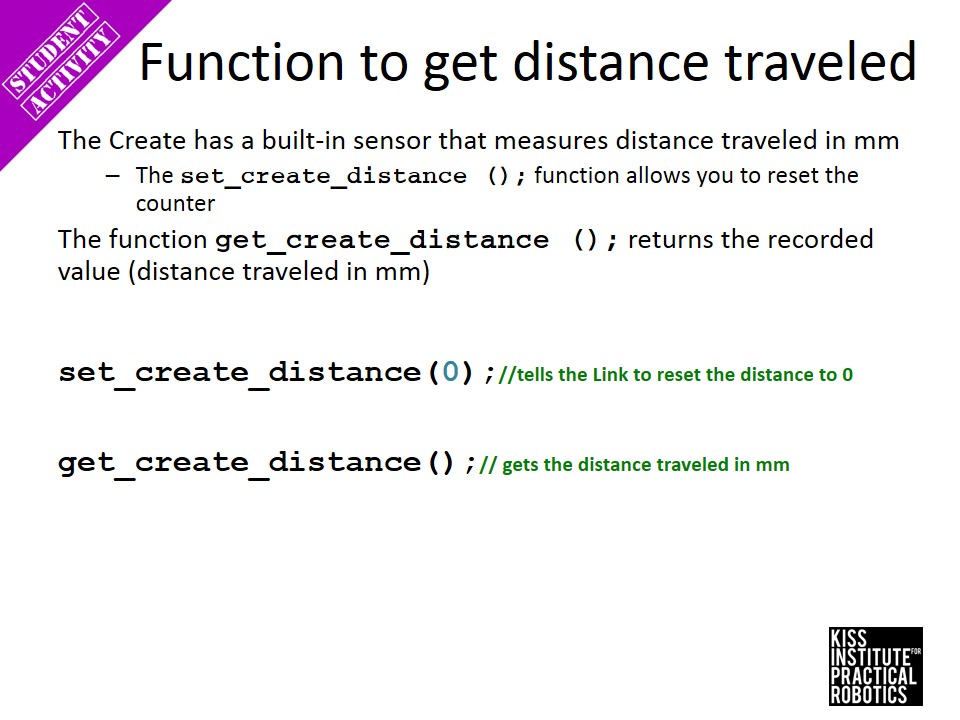 STUDENT
ACTIVITY
Function to get distance traveled
The Create has a built-in sensor that measures distance traveled in mm
– The set_create_distance (); function allows you to reset the
counter
The function get_create_distance (); returns the recorded
value (distance traveled in mm)
set_create_distance(0);//tells the Link to reset the distance to 0
get_create_distance();// gets the distance traveled in mm
KISS
INSTITUTE FOR
PRACTICAL
ROBOTICS